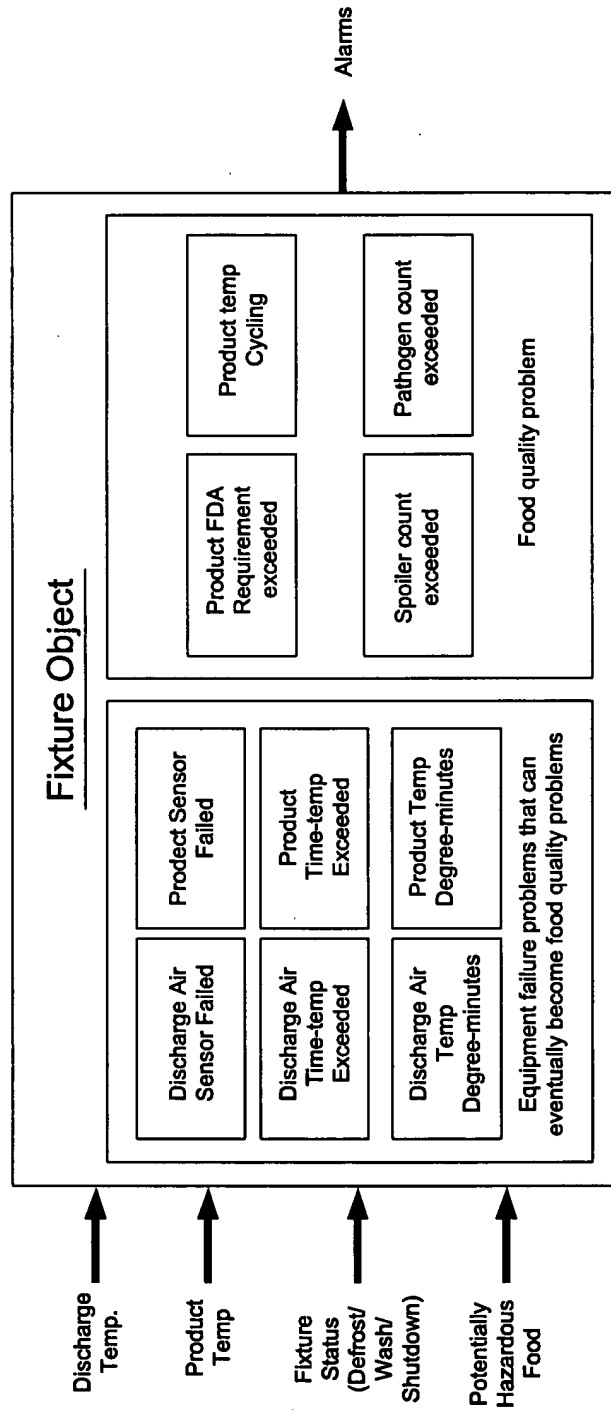 Fixture Object
Discharge
Temp.
Product
Temp
Fixture
Status
(Defrost/
Wash/
Shutdown)
Potentially
Hazardous
Food
Discharge Air
Sensor Failed
Prodect Sensor
Failed
Discharge Air
Time-temp
Exceeded
Product
Time-temp
Exceeded
Discharge Air
Temp
Degree-minutes
Product Temp
Degree-minutes
Equipment failure problems that can
eventually become food quality problems
Product FDA
Requirement
exceeded
Product temp
Cycling
Spoiler count
exceeded
Pathogen count
exceeded
Food quality problem
Alarms